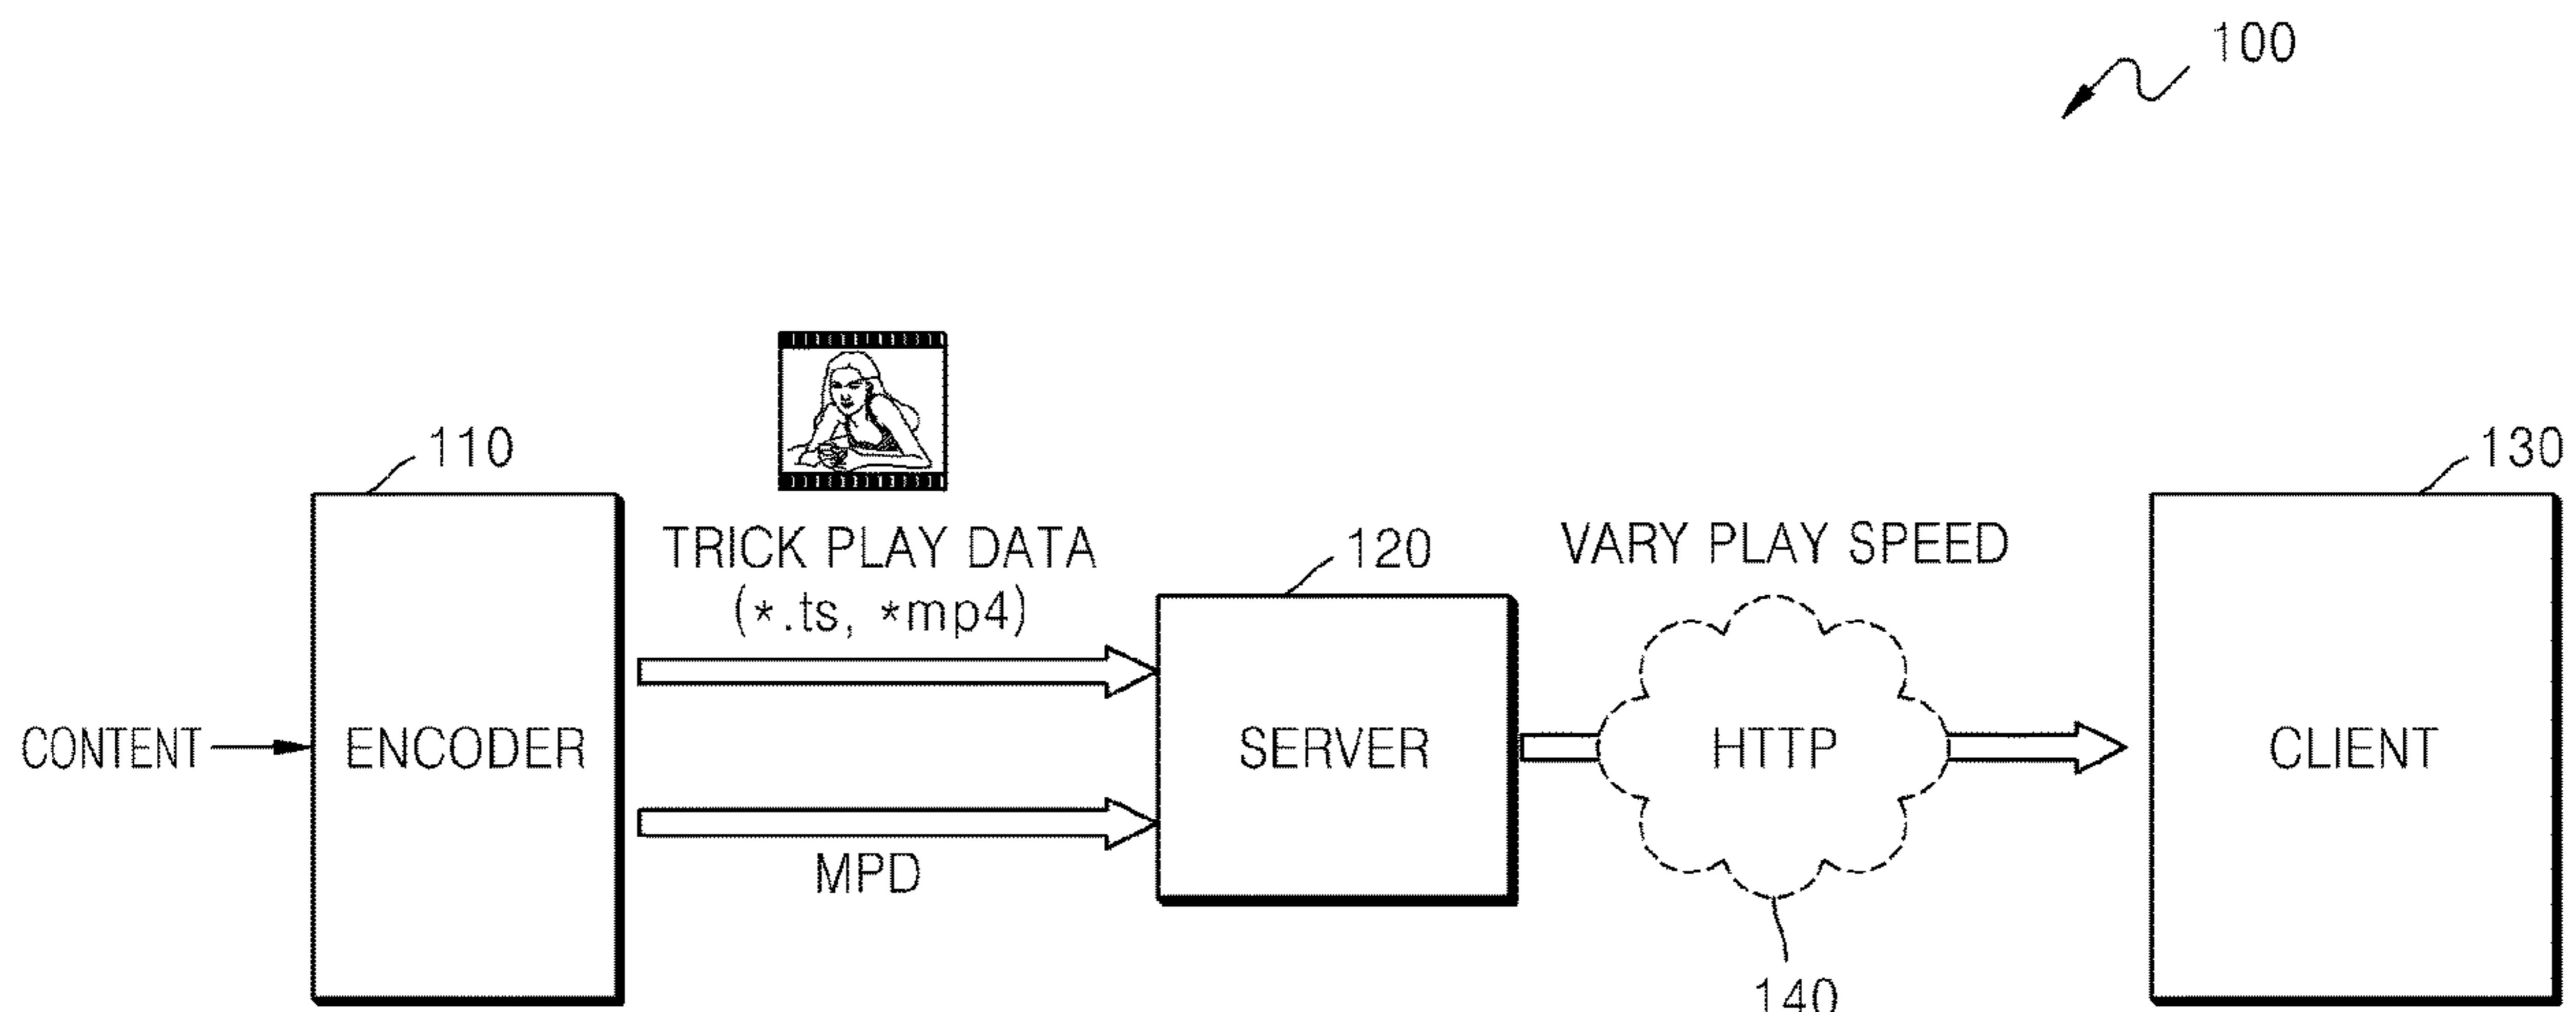 100
110
130
TRICK PLAY DATA
(*.ts, *mp4)
120
VARY PLAY SPEED
CONTENT
ENCODER
SERVER
HTTP
CLIENT
MPD
140